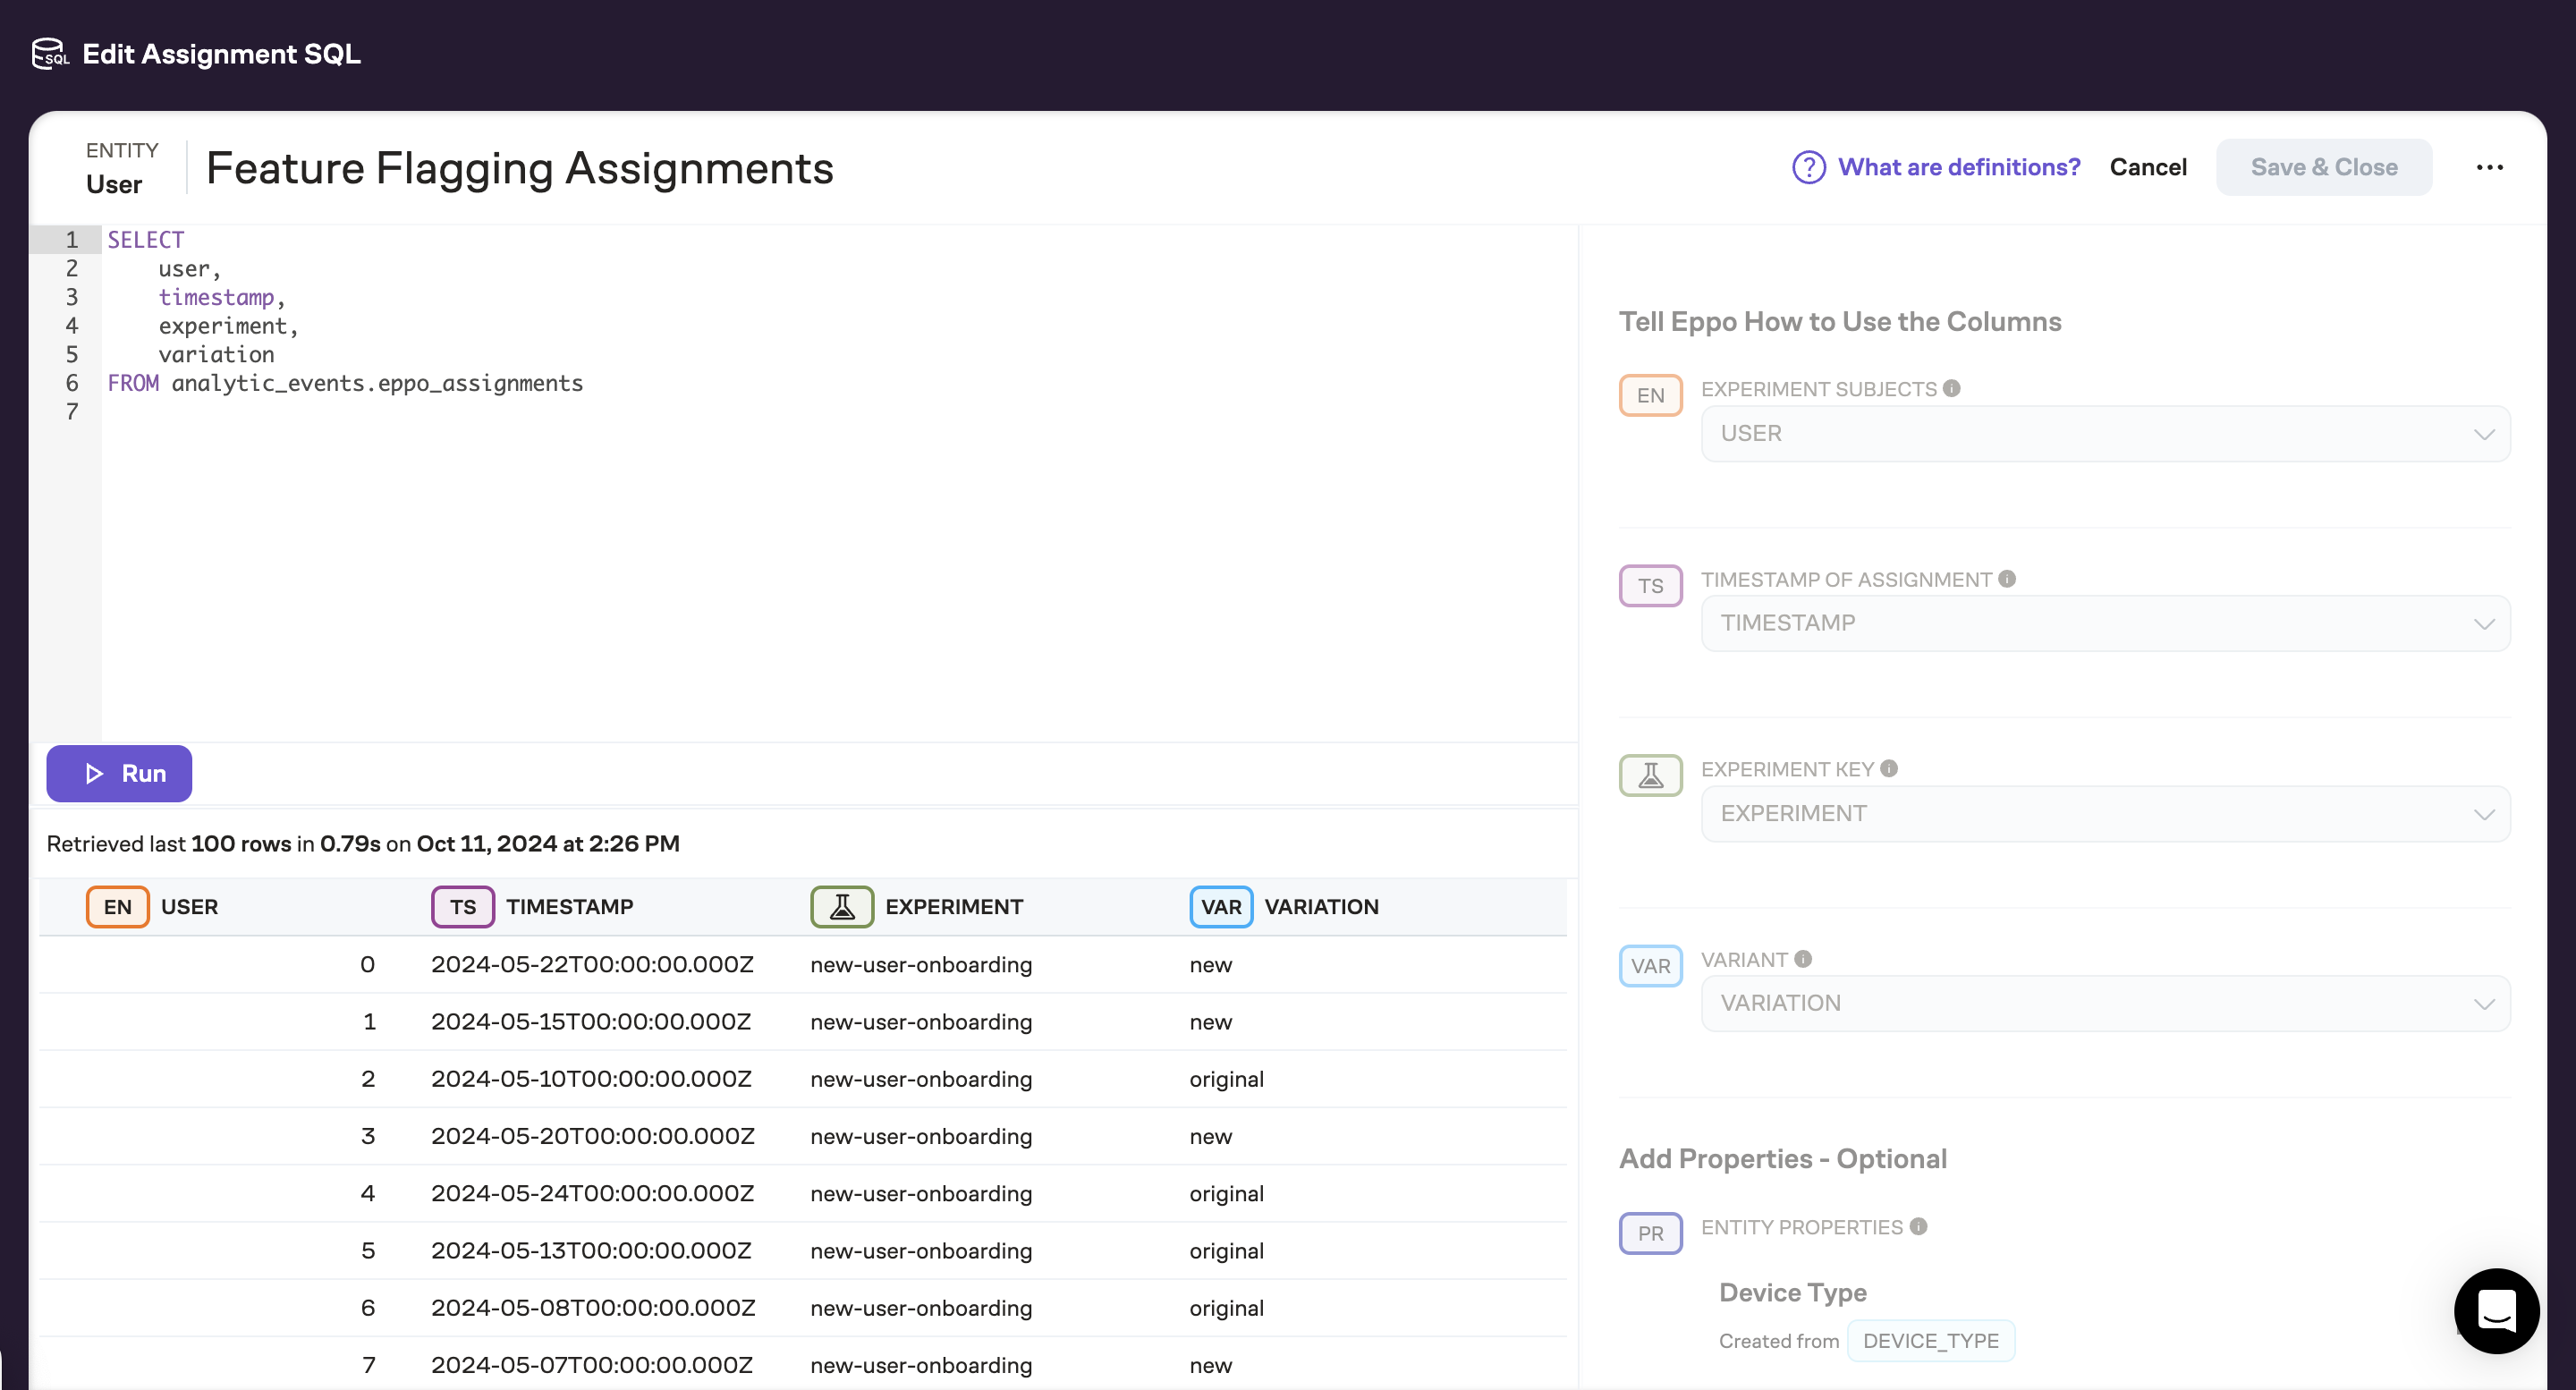 SQL Edit Assignment SQL
ENTITY
User
Feature Flagging Assignments
? What are definitions?
Cancel
Save & Close
1 SELECT
2 user,
3 timestamp,
4 experiment,
5 variation
6 FROM analytic_events.eppo_assignments
7
Run
Retrieved last 100 rows in 0.79s on Oct 11, 2024 at 2:26 PM
EN USER TS TIMESTAMP EXPERIMENT VAR VARIATION
0 2024-05-22T00:00:00.000Z new-user-onboarding new
1 2024-05-15T00:00:00.000Z new-user-onboarding new
2 2024-05-10T00:00:00.000Z new-user-onboarding original
3 2024-05-20T00:00:00.000Z new-user-onboarding new
4 2024-05-24T00:00:00.000Z new-user-onboarding original
5 2024-05-13T00:00:00.000Z new-user-onboarding original
6 2024-05-08T00:00:00.000Z new-user-onboarding original
7 2024-05-07T00:00:00.000Z new-user-onboarding new
Tell Eppo How to Use the Columns
EN EXPERIMENT SUBJECTS i
USER
TS TIMESTAMP OF ASSIGNMENT i
TIMESTAMP
EXPERIMENT KEY i
EXPERIMENT
VAR VARIANT i
VARIATION
Add Properties - Optional
PR ENTITY PROPERTIES i
Device Type
Created from DEVICE_TYPE